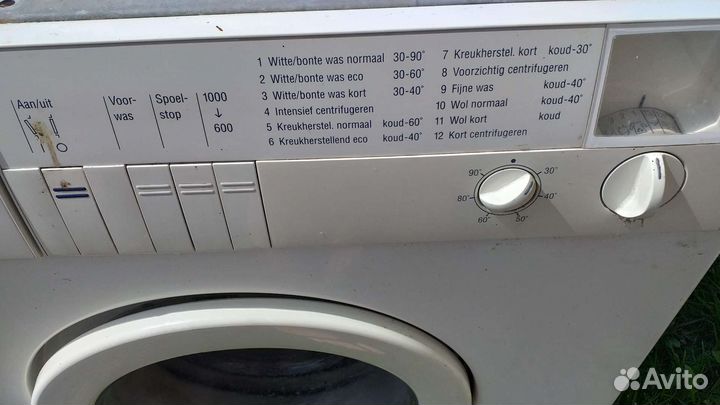 Aan/uit
Voor-
was
Spoel-
stop
1000
↓
600
1 Witte/bonte was normaal 30-90°
2 Witte/bonte was eco 30-60°
3 Witte/bonte was kort 30-40°
4 Intensief centrifugeren
5 Kreukherstel. normaal koud-60°
6 Kreukherstellend eco koud-40°
7 Kreukherstel. kort koud-30°
8 Voorzichtig centrifugeren
9 Fijne was koud-40°
10 Wol normaal koud-40°
11 Wol kort koud
12 Kort centrifugeren
90°
30°
80°
40°
60°
50°
Avito